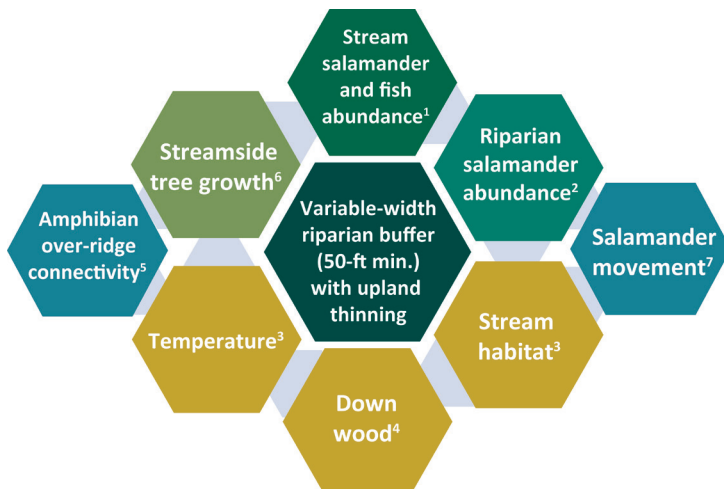 Stream
salamander
and fish
abundance¹
Streamside
tree growth⁶
Riparian
salamander
abundance²
Amphibian
over-ridge
connectivity⁵
Variable-width
riparian buffer
(50-ft min.)
with upland
thinning
Salamander
movement⁷
Temperature³
Stream
habitat³
Down
wood⁴